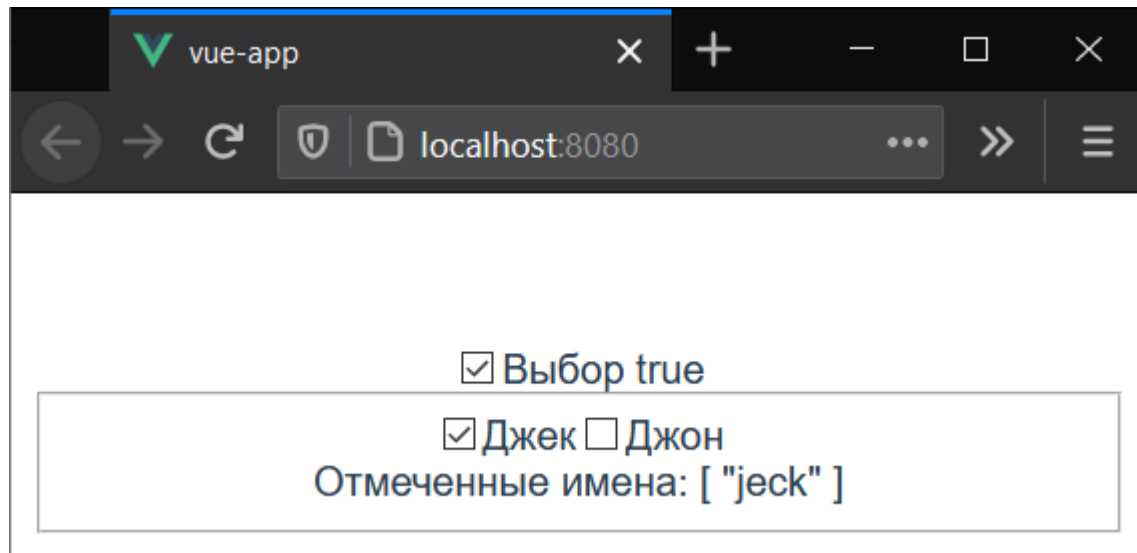 vue-app
localhost:8080
Выбор true
Джек Джон
Отмеченные имена: [ "jeck" ]